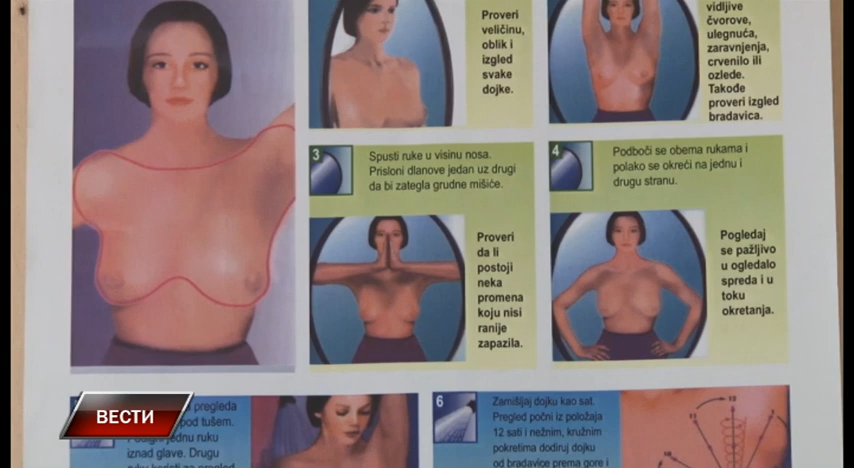 Proveri
veličinu,
oblik i
izgled
svake
dojke.
vidljive
čvorove,
ulegnuća,
zaravnjenja,
crvenilo ili
ozlede.
Takođe
proveri izgled
bradavica.
3
Spusti ruke u visinu nosa.
Prisloni dlanove jedan uz drugi
da bi zategla grudne mišiće.
Proveri
da li
postoji
neka
promena
koju nisi
ranije
zapazila.
4
Podboči se obema rukama i
polako se okreći na jednu i
drugu stranu.
Pogledaj
se pažljivo
u ogledalo
spreda i u
toku
okretanja.
pregleda
pod tušem.
jednu ruku
iznad glave. Drugu
6
Zamišljaj dojku kao sat.
Pregled počni iz položaja
12 sati i nežnim, kružnim
pokretima dodiruj dojku
od bradavice prema gore i
12
ВЕСТИ